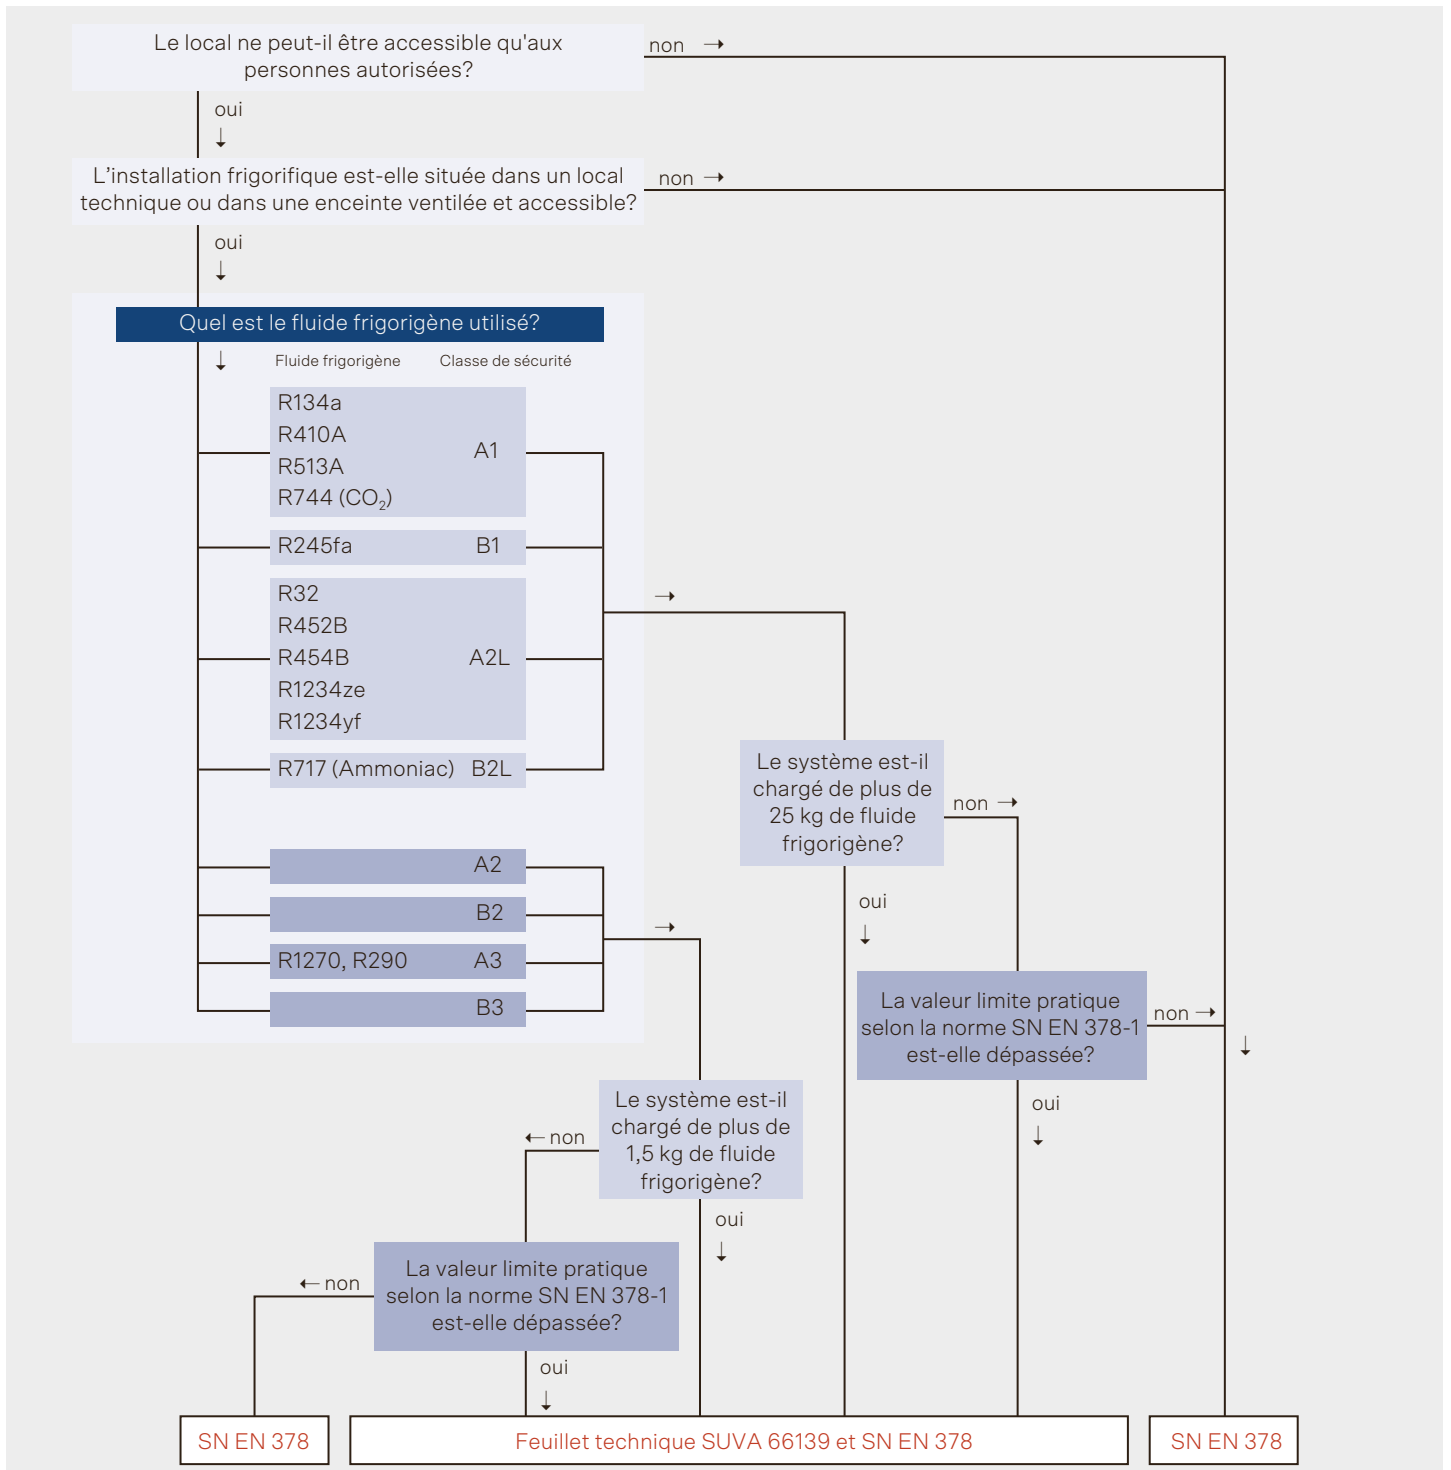 Le local ne peut-il être accessible qu'aux
personnes autorisées?
non →
oui
↓
L'installation frigorifique est-elle située dans un local
technique ou dans une enceinte ventilée et accessible?
non →
oui
↓
Quel est le fluide frigorigène utilisé?
↓ Fluide frigorigène Classe de sécurité
R134a
R410A
A1
R513A
R744 (CO₂)
R245fa B1
R32
R452B
R454B A2L
R1234ze
R1234yf
R717 (Ammoniac) B2L
→
A2
B2
R1270, R290 A3
B3
→
Le système est-il
chargé de plus de
25 kg de fluide
frigorigène?
non →
oui
↓
La valeur limite pratique
selon la norme SN EN 378-1
est-elle dépassée?
non →
↓
oui
↓
Le système est-il
chargé de plus de
1,5 kg de fluide
frigorigène?
← non
oui
↓
La valeur limite pratique
selon la norme SN EN 378-1
est-elle dépassée?
← non
oui
↓
SN EN 378
Feuillet technique SUVA 66139 et SN EN 378
SN EN 378